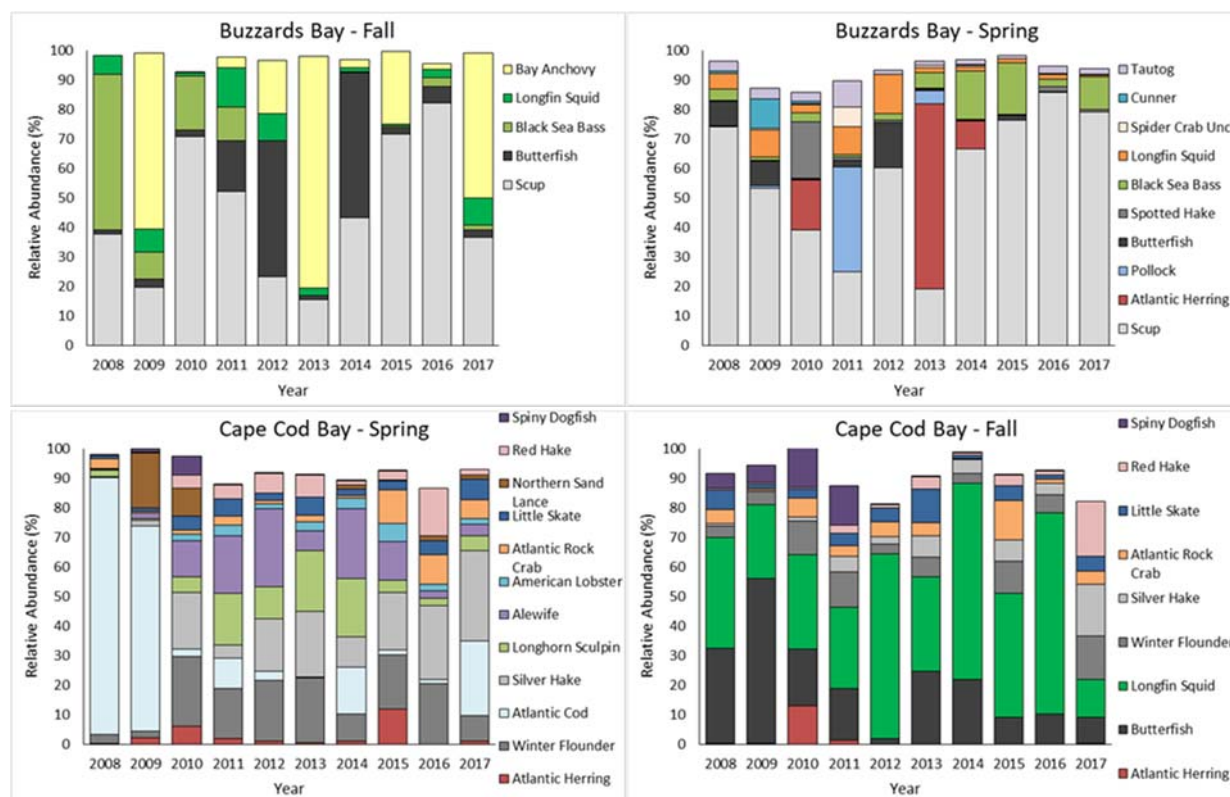 Buzzards Bay - Fall
Relative Abundance (%)
100
90
80
70
60
50
40
30
20
10
0
2008 2009 2010 2011 2012 2013 2014 2015 2016 2017
Year
Bay Anchovy
Longfin Squid
Black Sea Bass
Butterfish
Scup
Buzzards Bay - Spring
Relative Abundance (%)
100
90
80
70
60
50
40
30
20
10
0
2008 2009 2010 2011 2012 2013 2014 2015 2016 2017
Year
Tautog
Cunner
Spider Crab Unc
Longfin Squid
Black Sea Bass
Spotted Hake
Butterfish
Pollock
Atlantic Herring
Scup
Cape Cod Bay - Spring
Relative Abundance (%)
100
90
80
70
60
50
40
30
20
10
0
2008 2009 2010 2011 2012 2013 2014 2015 2016 2017
Year
Spiny Dogfish
Red Hake
Northern Sand
Lance
Little Skate
Atlantic Rock
Crab
American Lobster
Alewife
Longhorn Sculpin
Silver Hake
Atlantic Cod
Winter Flounder
Atlantic Herring
Cape Cod Bay - Fall
Relative Abundance (%)
100
90
80
70
60
50
40
30
20
10
0
2008 2009 2010 2011 2012 2013 2014 2015 2016 2017
Year
Spiny Dogfish
Red Hake
Little Skate
Atlantic Rock
Crab
Silver Hake
Winter Flounder
Longfin Squid
Butterfish
Atlantic Herring